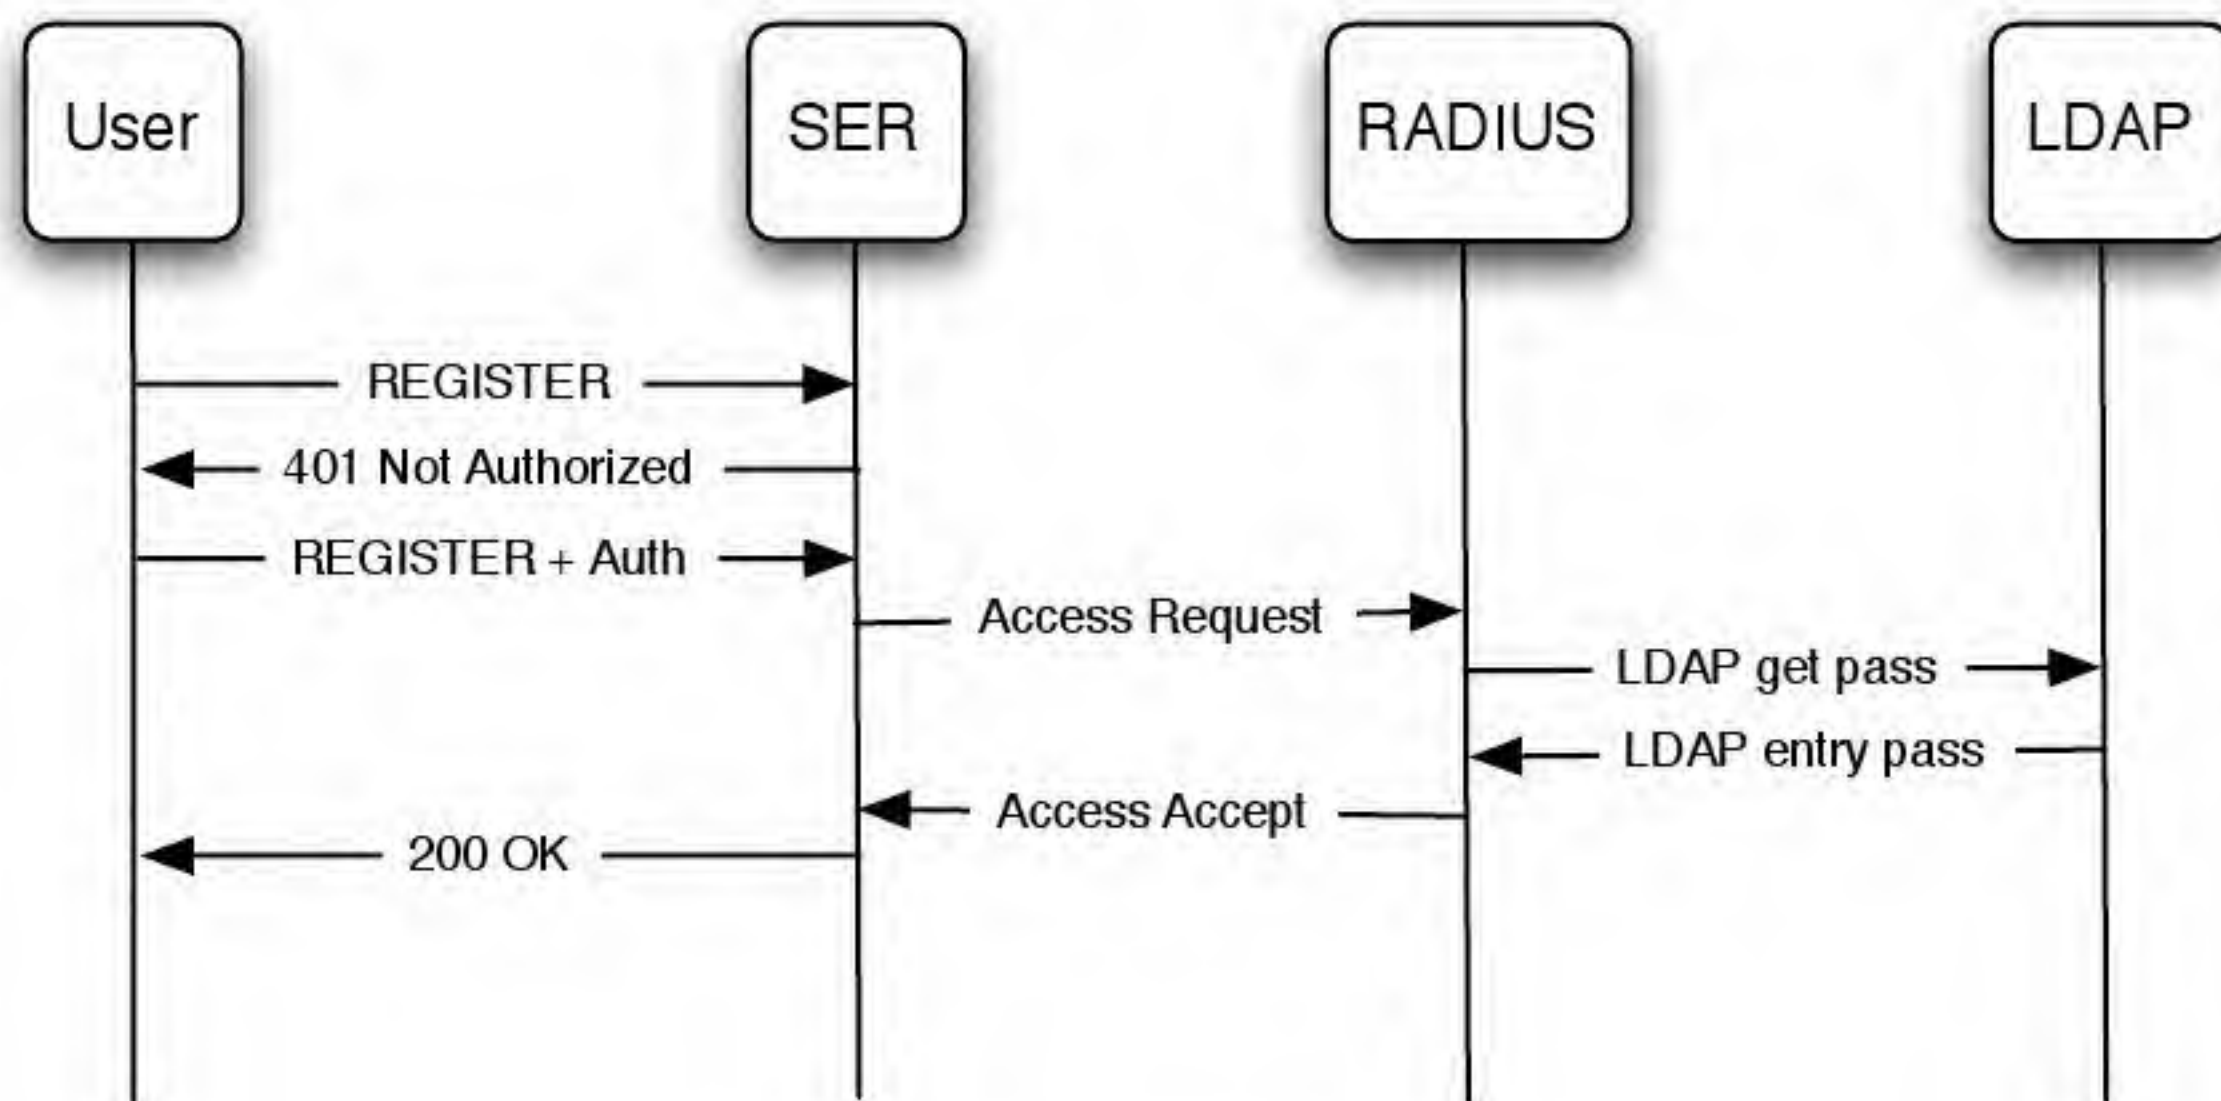 User
SER
RADIUS
LDAP
REGISTER
401 Not Authorized
REGISTER + Auth
Access Request
LDAP get pass
LDAP entry pass
Access Accept
200 OK